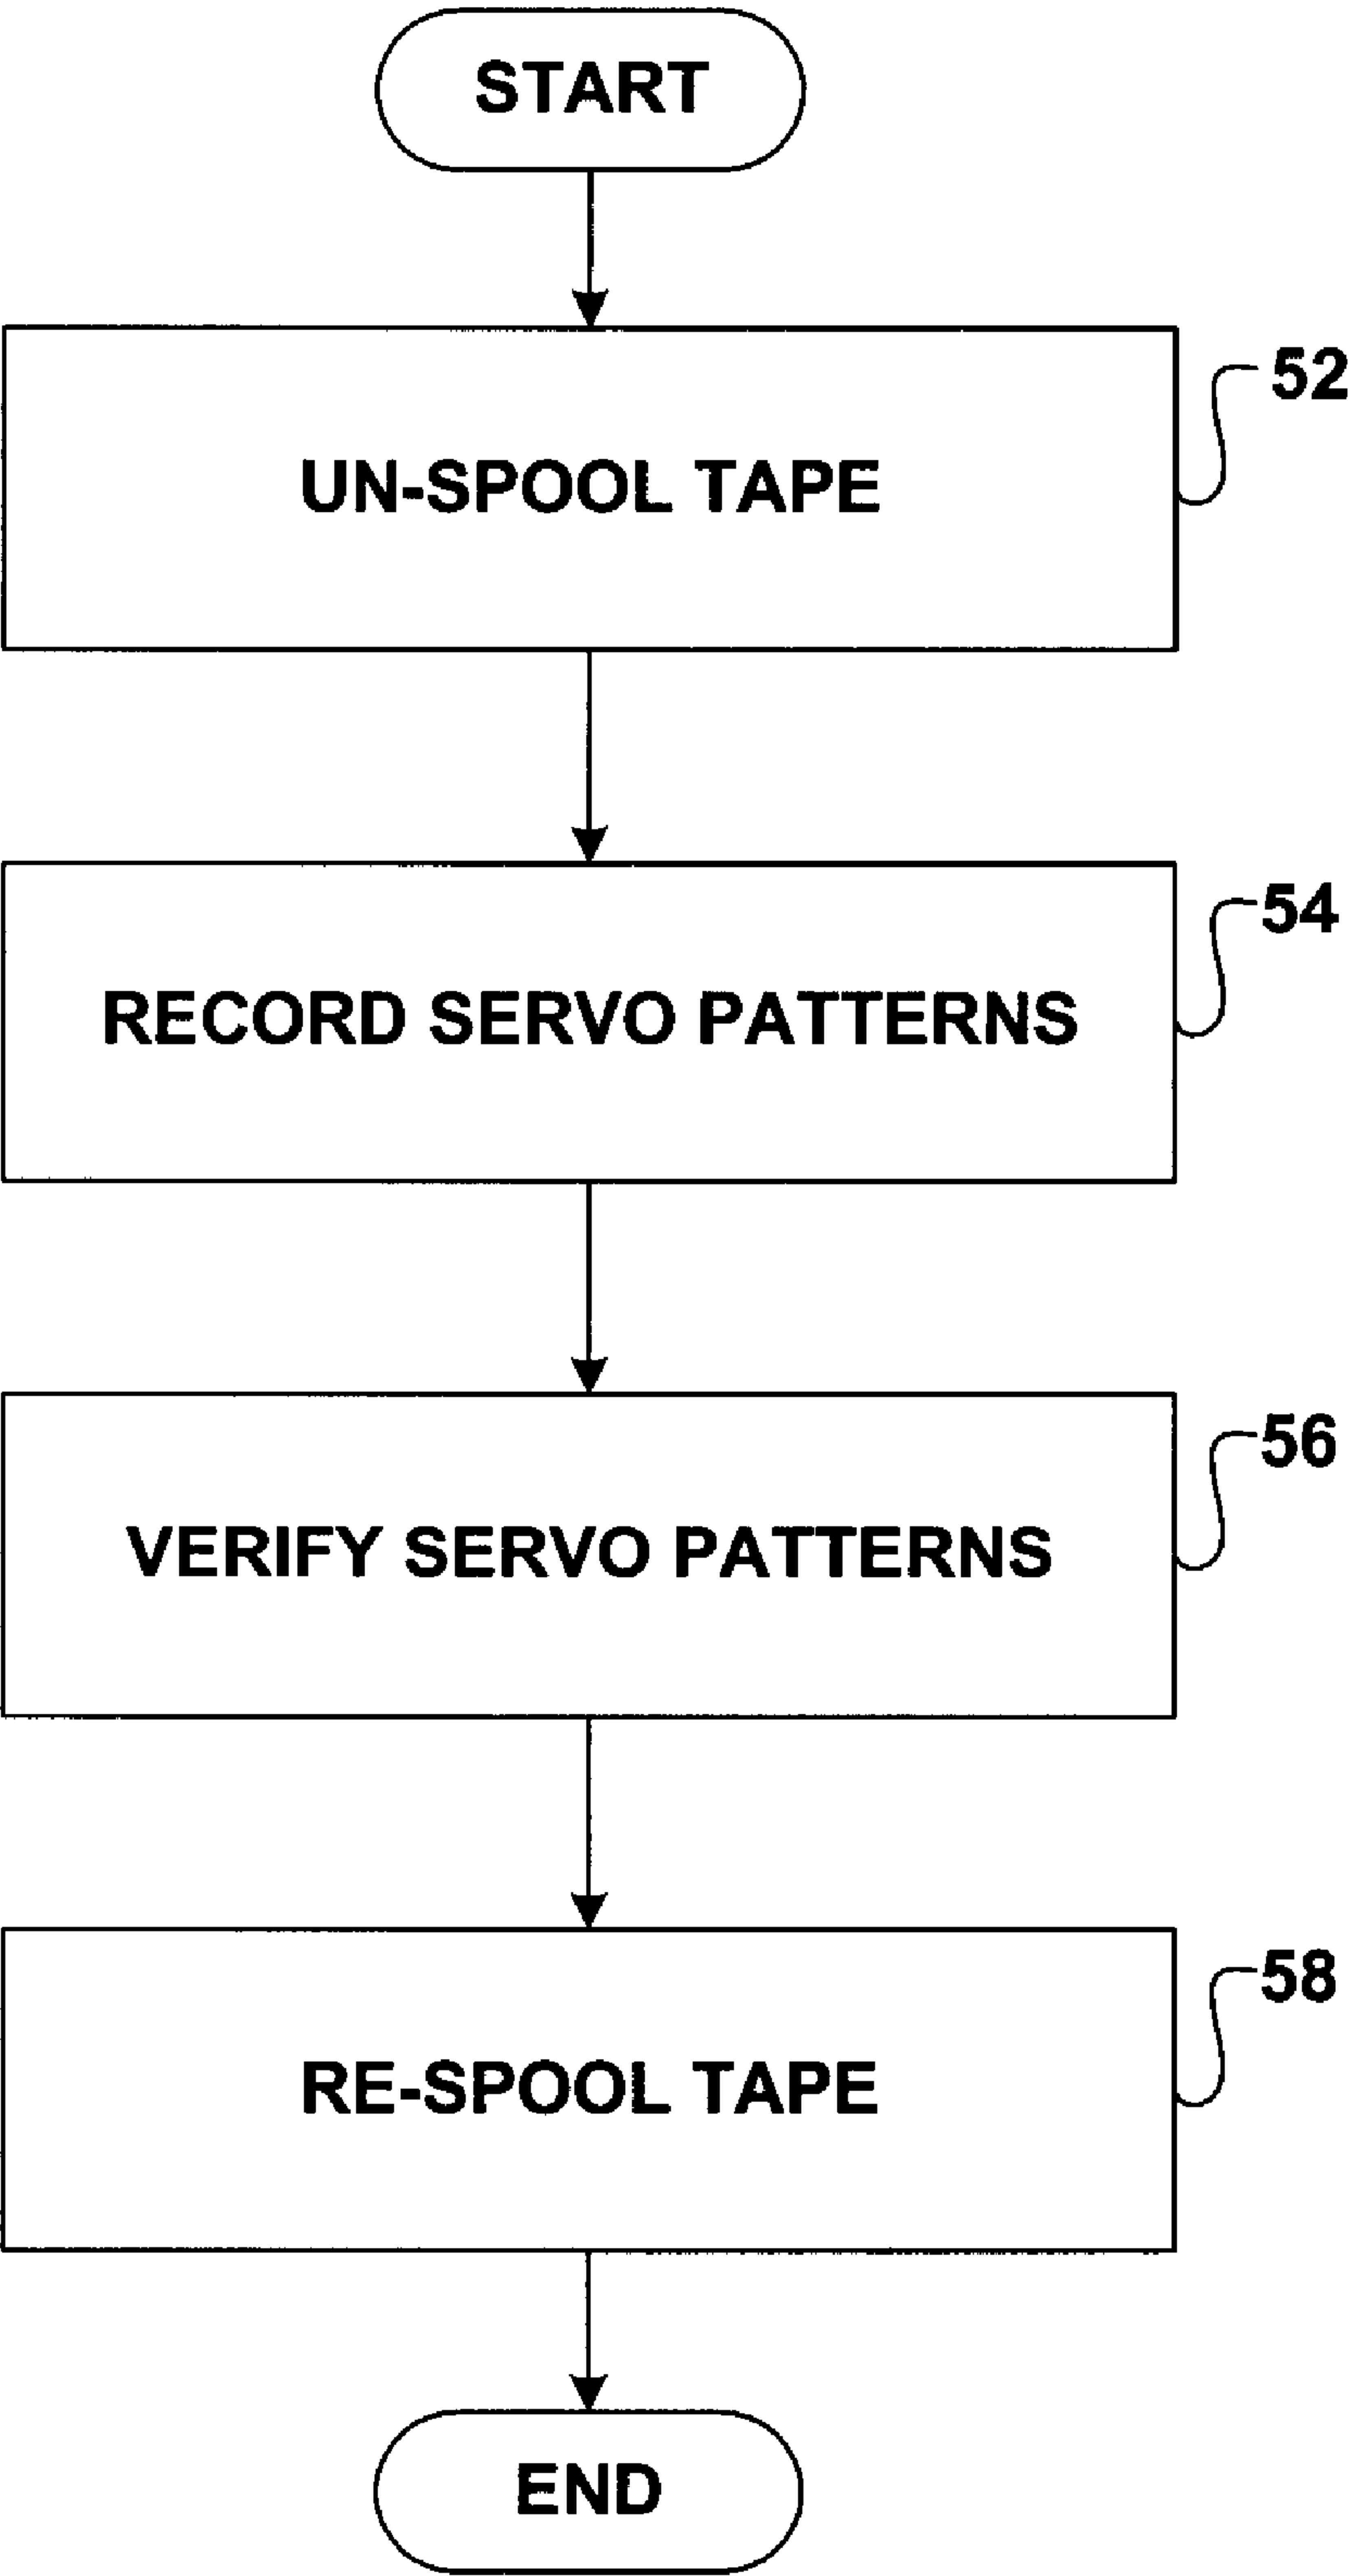 START
UN-SPOOL TAPE
52
RECORD SERVO PATTERNS
54
VERIFY SERVO PATTERNS
56
RE-SPOOL TAPE
58
END